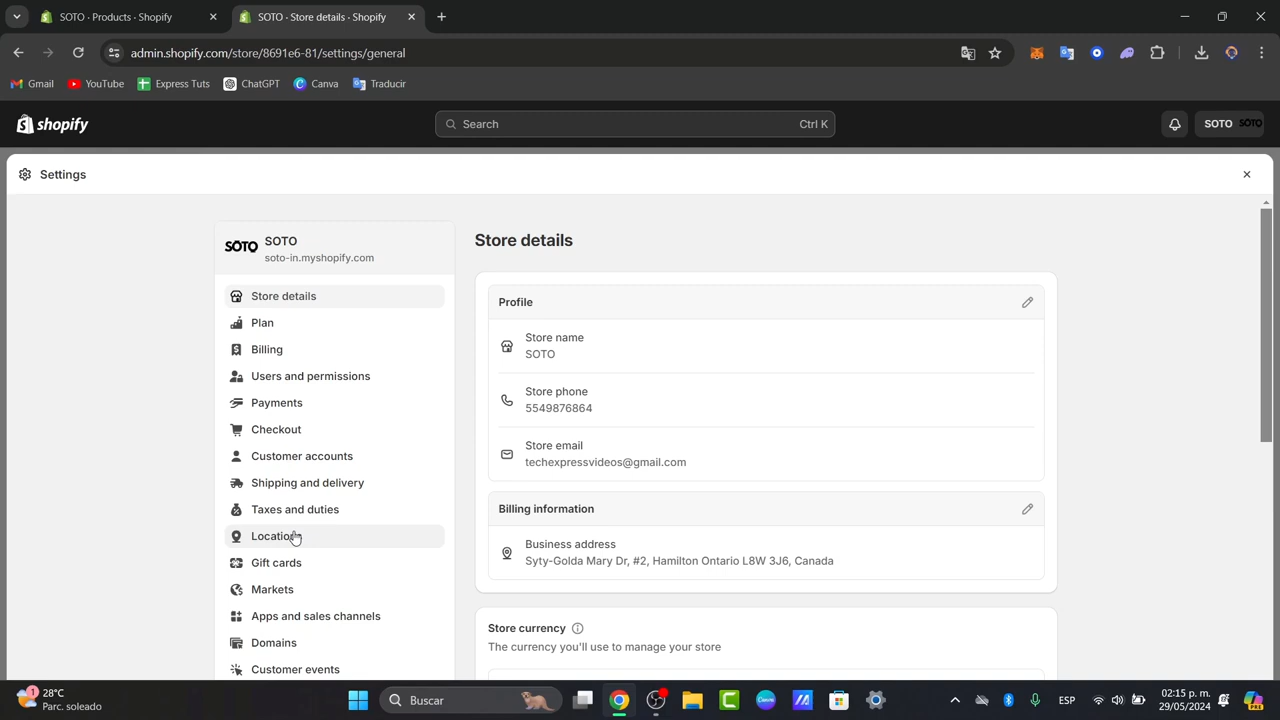 SOTO · Products · Shopify
SOTO · Store details · Shopify
admin.shopify.com/store/8691e6-81/settings/general
Gmail
YouTube
Express Tuts
ChatGPT
Canva
Traducir
shopify
Search
Ctrl K
SOTO
SOTO
Settings
SOTO
SOTO
soto-in.myshopify.com
Store details
Plan
Billing
Users and permissions
Payments
Checkout
Customer accounts
Shipping and delivery
Taxes and duties
Locations
Gift cards
Markets
Apps and sales channels
Domains
Customer events
Store details
Profile
Store name
SOTO
Store phone
5549876864
Store email
techexpressvideos@gmail.com
Billing information
Business address
Syty-Golda Mary Dr, #2, Hamilton Ontario L8W 3J6, Canada
Store currency
The currency you'll use to manage your store
1
28°C
Parc. soleado
Buscar
ESP
02:15 p. m.
29/05/2024